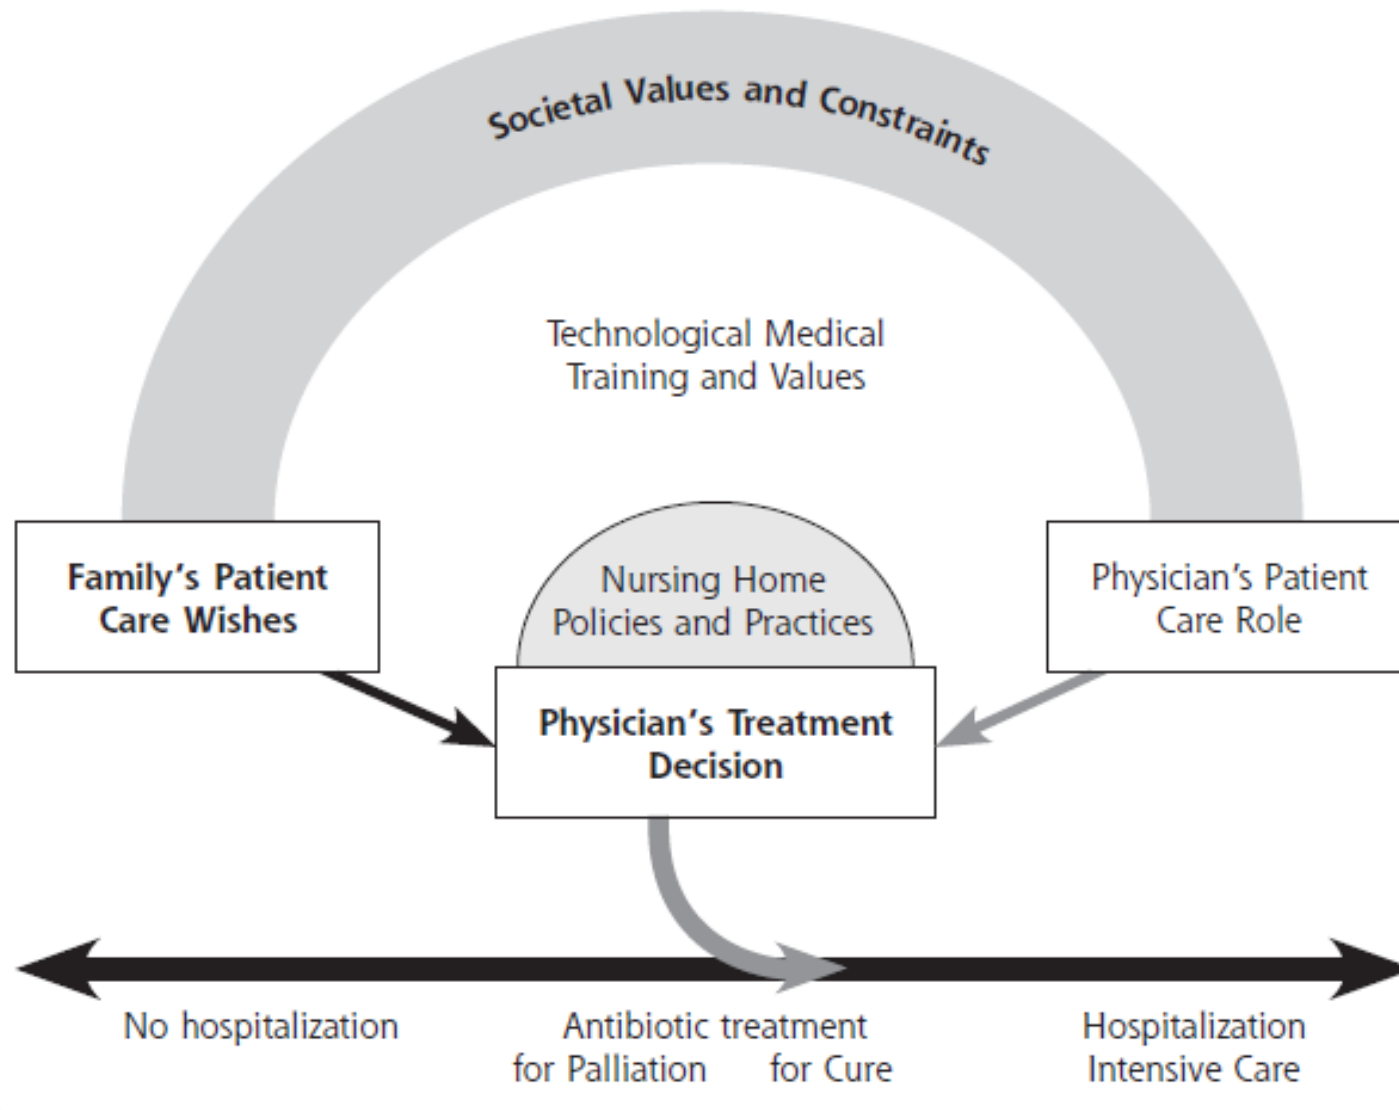 Societal Values and Constraints
Technological Medical
Training and Values
Family's Patient
Care Wishes
Nursing Home
Policies and Practices
Physician's Patient
Care Role
Physician's Treatment
Decision
No hospitalization
Antibiotic treatment
for Palliation for Cure
Hospitalization
Intensive Care